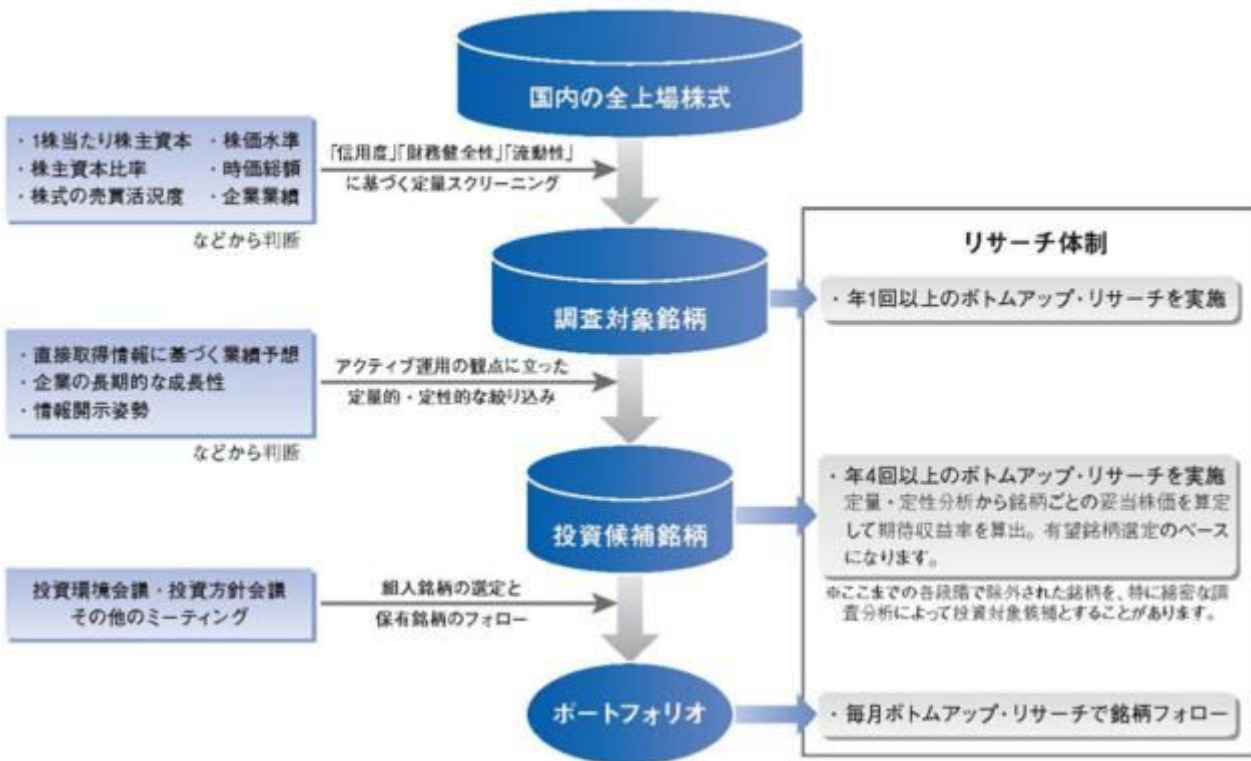 国内の全上場株式
・1株当たり株主資本 ・株価水準
・株主資本比率 ・時価総額
・株式の売買活況度 ・企業業績
などから判断
「信用度」「財務健全性」「流動性」
に基づく定量スクリーニング
リサーチ体制
調査対象銘柄
・年1回以上のボトムアップ・リサーチを実施
・直接取得情報に基づく業績予想
・企業の長期的な成長性
・情報開示姿勢
などから判断
アクティブ運用の観点に立った
定量的・定性的な絞り込み
投資候補銘柄
・年4回以上のボトムアップ・リサーチを実施
定量・定性分析から銘柄ごとの妥当株価を算定
して期待収益率を算出。有望銘柄選定のベース
になります。
※ここまでの各段階で除外された銘柄を、特に綿密な調
査分析によって投資対象候補とすることがあります。
投資環境会議・投資方針会議
その他のミーティング
組入銘柄の選定と
保有銘柄のフォロー
ポートフォリオ
・毎月ボトムアップ・リサーチで銘柄フォロー